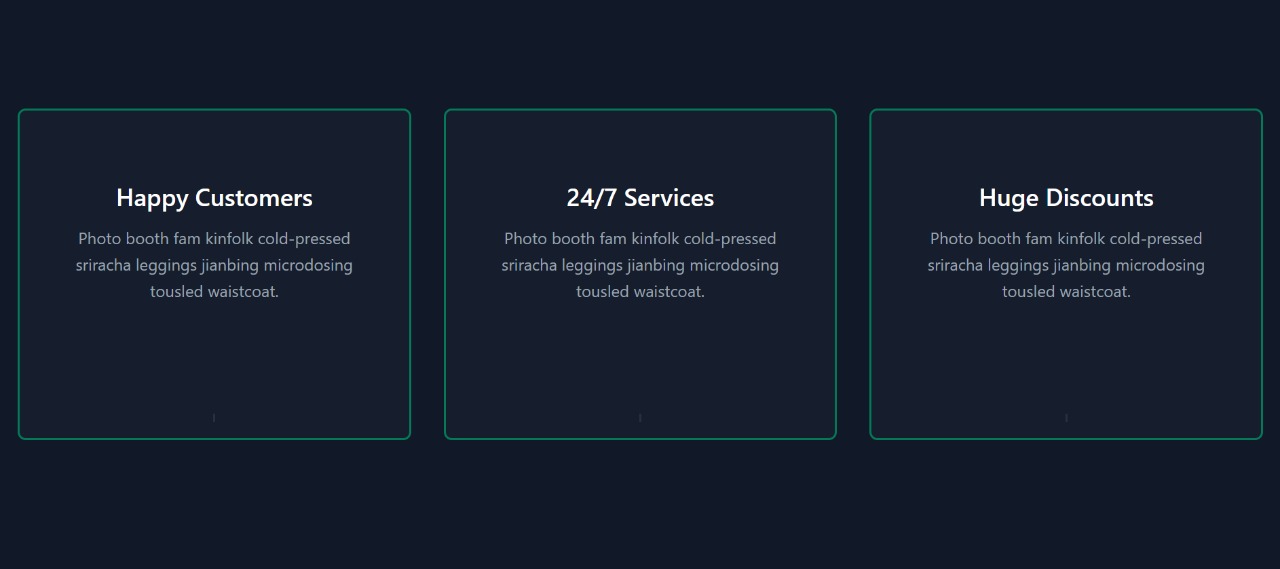 Happy Customers
Photo booth fam kinfolk cold-pressed
sriracha leggings jianbing microdosing
tousled waistcoat.
24/7 Services
Photo booth fam kinfolk cold-pressed
sriracha leggings jianbing microdosing
tousled waistcoat.
Huge Discounts
Photo booth fam kinfolk cold-pressed
sriracha leggings jianbing microdosing
tousled waistcoat.